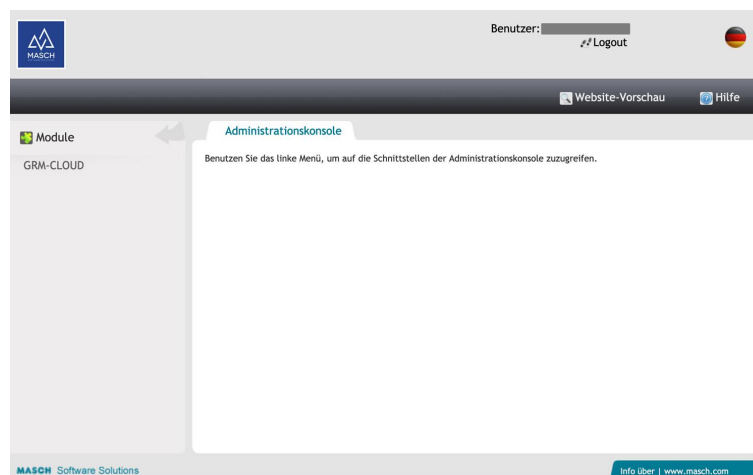 MASCH
Benutzer:
Logout
Website-Vorschau
Hilfe
Module
GRM-CLOUD
Administrationskonsole
Benutzen Sie das linke Menü, um auf die Schnittstellen der Administrationskonsole zuzugreifen.
MASCH Software Solutions
Info über | www.masch.com